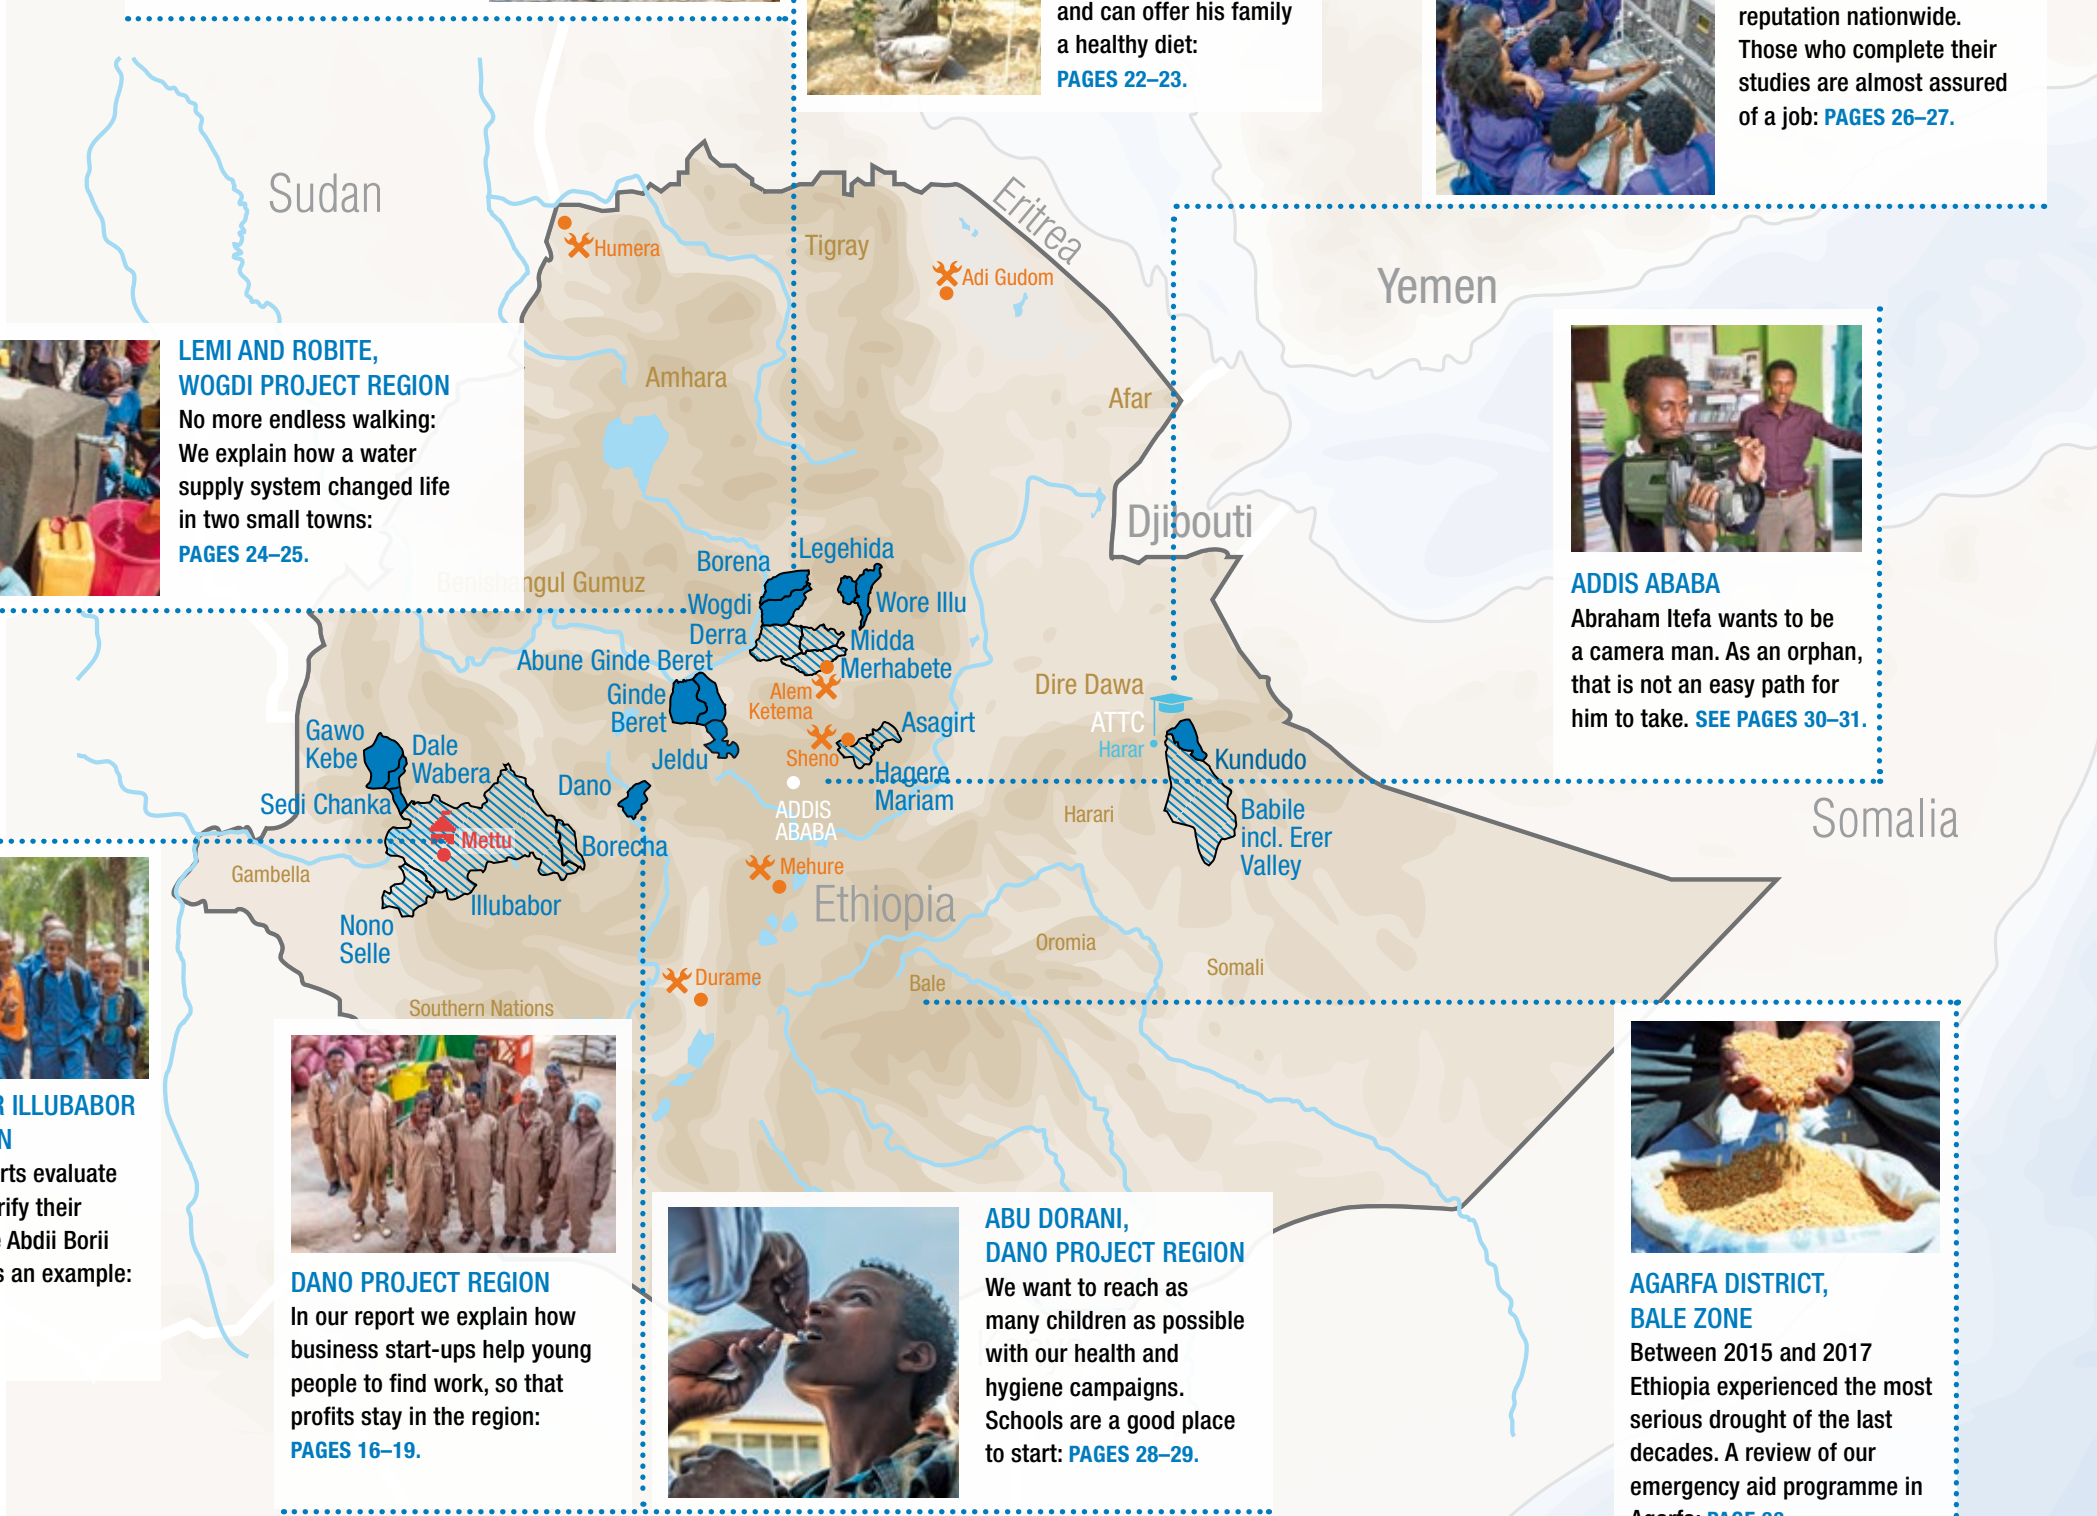 and can offer his family
a healthy diet:
PAGES 22–23.
reputation nationwide.
Those who complete their
studies are almost assured
of a job: PAGES 26–27.
Sudan
Eritrea
Yemen
Humera
Tigray
Adi Gudom
LEMI AND ROBITE,
WOGDI PROJECT REGION
No more endless walking:
We explain how a water
supply system changed life
in two small towns:
PAGES 24–25.
Amhara
Afar
Djibouti
Benishangul Gumuz
Borena
Legehida
Wogdi
Wore Illu
Derra
Midda
Merhabete
Abune Ginde Beret
Ginde
Beret
Alem
Ketema
Dire Dawa
ATTC
Harar
Asagirt
Sheno
Jeldu
Hagere
Mariam
Kundudo
Gawo
Kebe
Dale
Wabera
Sedi Chanka
Dano
ADDIS
ABABA
Harari
Babile
incl. Erer
Valley
Somalia
Mettu
Borecha
Gambella
Illubabor
Nono
Selle
Mehure
Ethiopia
Oromia
Somali
Bale
Durame
Southern Nations
ADDIS ABABA
Abraham Itefa wants to be
a camera man. As an orphan,
that is not an easy path for
him to take. SEE PAGES 30–31.
R ILLUBABOR
N
rts evaluate
rify their
Abdii Borii
s an example:
DANO PROJECT REGION
In our report we explain how
business start-ups help young
people to find work, so that
profits stay in the region:
PAGES 16–19.
ABU DORANI,
DANO PROJECT REGION
We want to reach as
many children as possible
with our health and
hygiene campaigns.
Schools are a good place
to start: PAGES 28–29.
AGARFA DISTRICT,
BALE ZONE
Between 2015 and 2017
Ethiopia experienced the most
serious drought of the last
decades. A review of our
emergency aid programme in